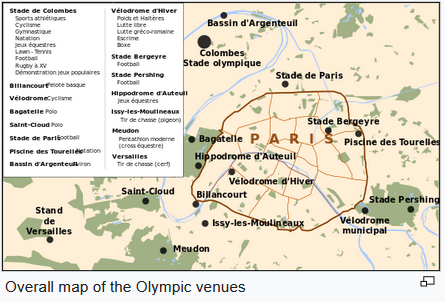 Stade de Colombes
Sports athlétiques
Cyclisme
Gymnastique
Natation
Jeux équestres
Lawn - Tennis
Football
Rugby à XV
Démonstration jeux populaires
Billancourt Pelote basque
Vélodrome Cyclisme
Bagatelle Polo
Saint-Cloud Polo
Stade de Paris Football
Piscine des Tourelles Natation
Bassin d'Argenteuil Aviron
Vélodrome d'Hiver
Poids et Haltères
Lutte libre
Lutte gréco-romaine
Escrime
Boxe
Stade Bergeyre
Football
Stade Pershing
Football
Hippodrome d'Auteuil
Jeux équestres
Issy-les-Moulineaux
Tir de chasse (pigeon)
Meudon
Pentathlon moderne
(cross équestre)
Versailles
Tir de chasse (cerf)
Bassin d'Argenteuil
Colombes
Stade olympique
Stade de Paris
Stade Bergeyre
Piscine des Tourelles
Bagatelle
PARIS
Hippodrome d'Auteuil
Vélodrome d'Hiver
Saint-Cloud
Billancourt
Stade Pershing
Stand
de
Versailles
Issy-les-Moulineaux
Vélodrome
municipal
Meudon
Overall map of the Olympic venues